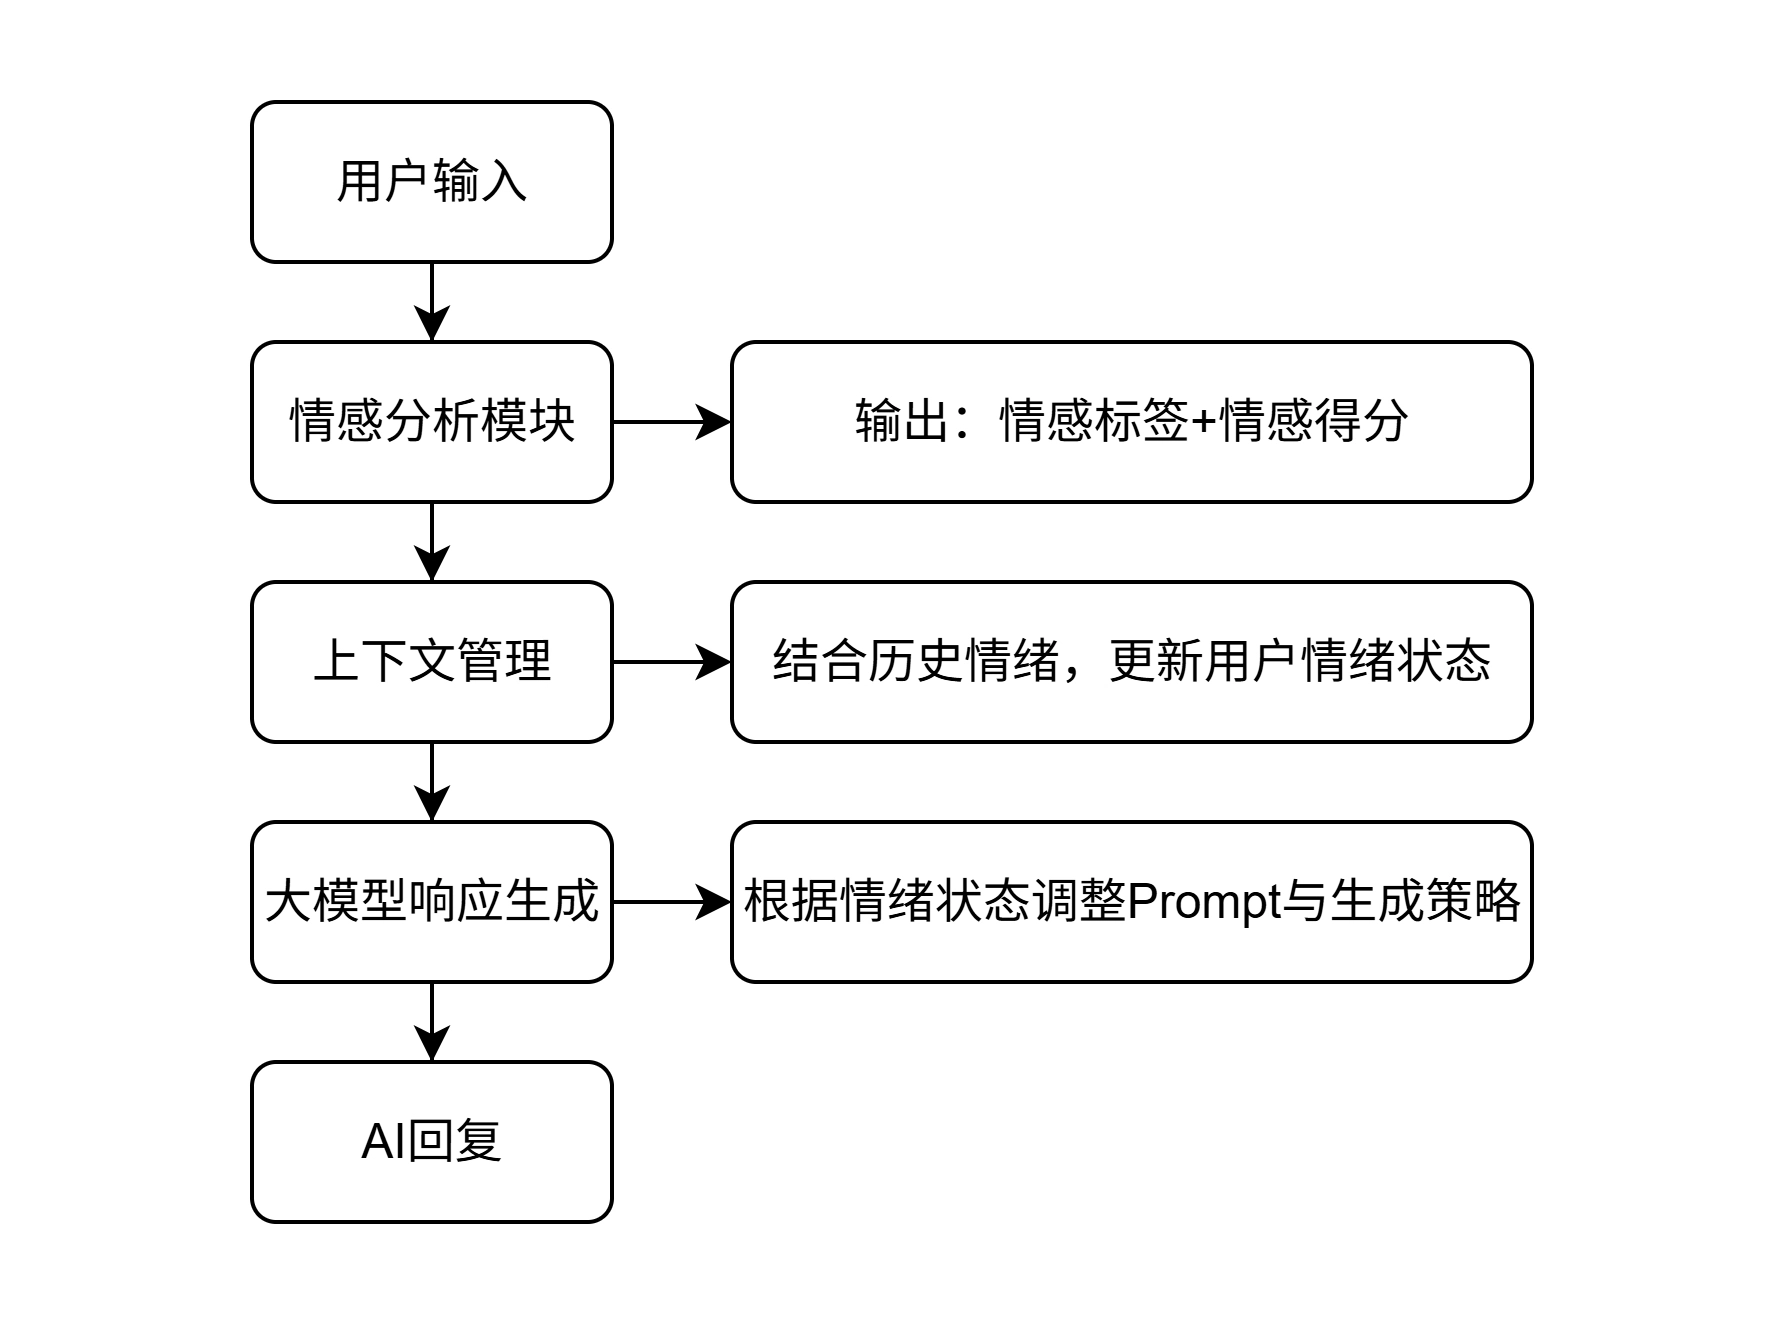 用户输入
情感分析模块
输出：情感标签+情感得分
上下文管理
结合历史情绪，更新用户情绪状态
大模型响应生成
根据情绪状态调整Prompt与生成策略
AI回复